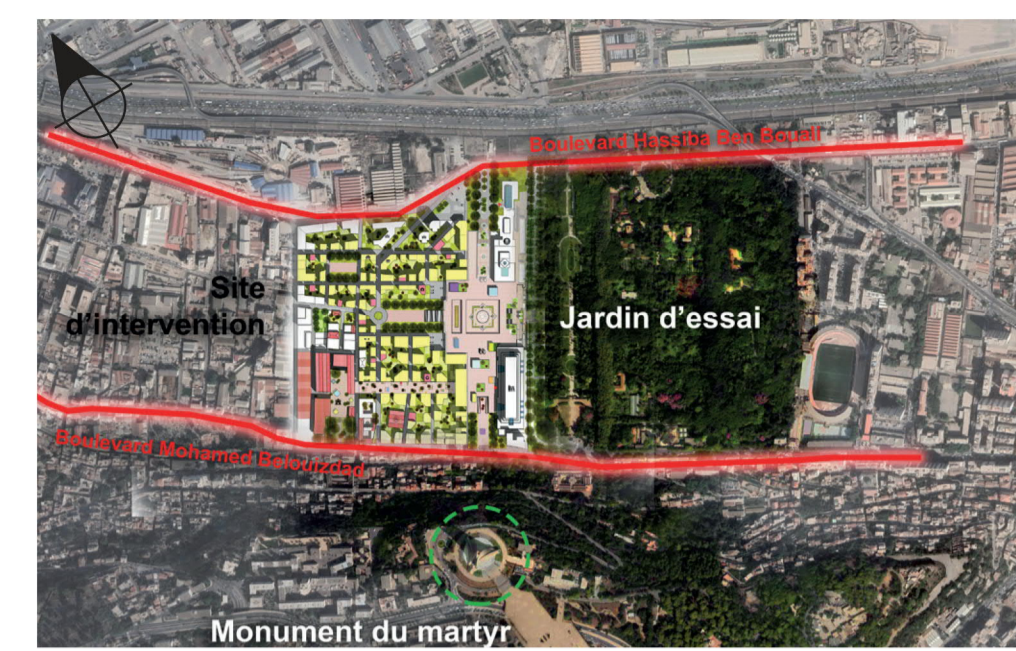 Boulevard Hassiba Ben Bouali
Site
d'intervention
Jardin d'essai
Boulevard Mohamed Belouizdad
Monument du martyr